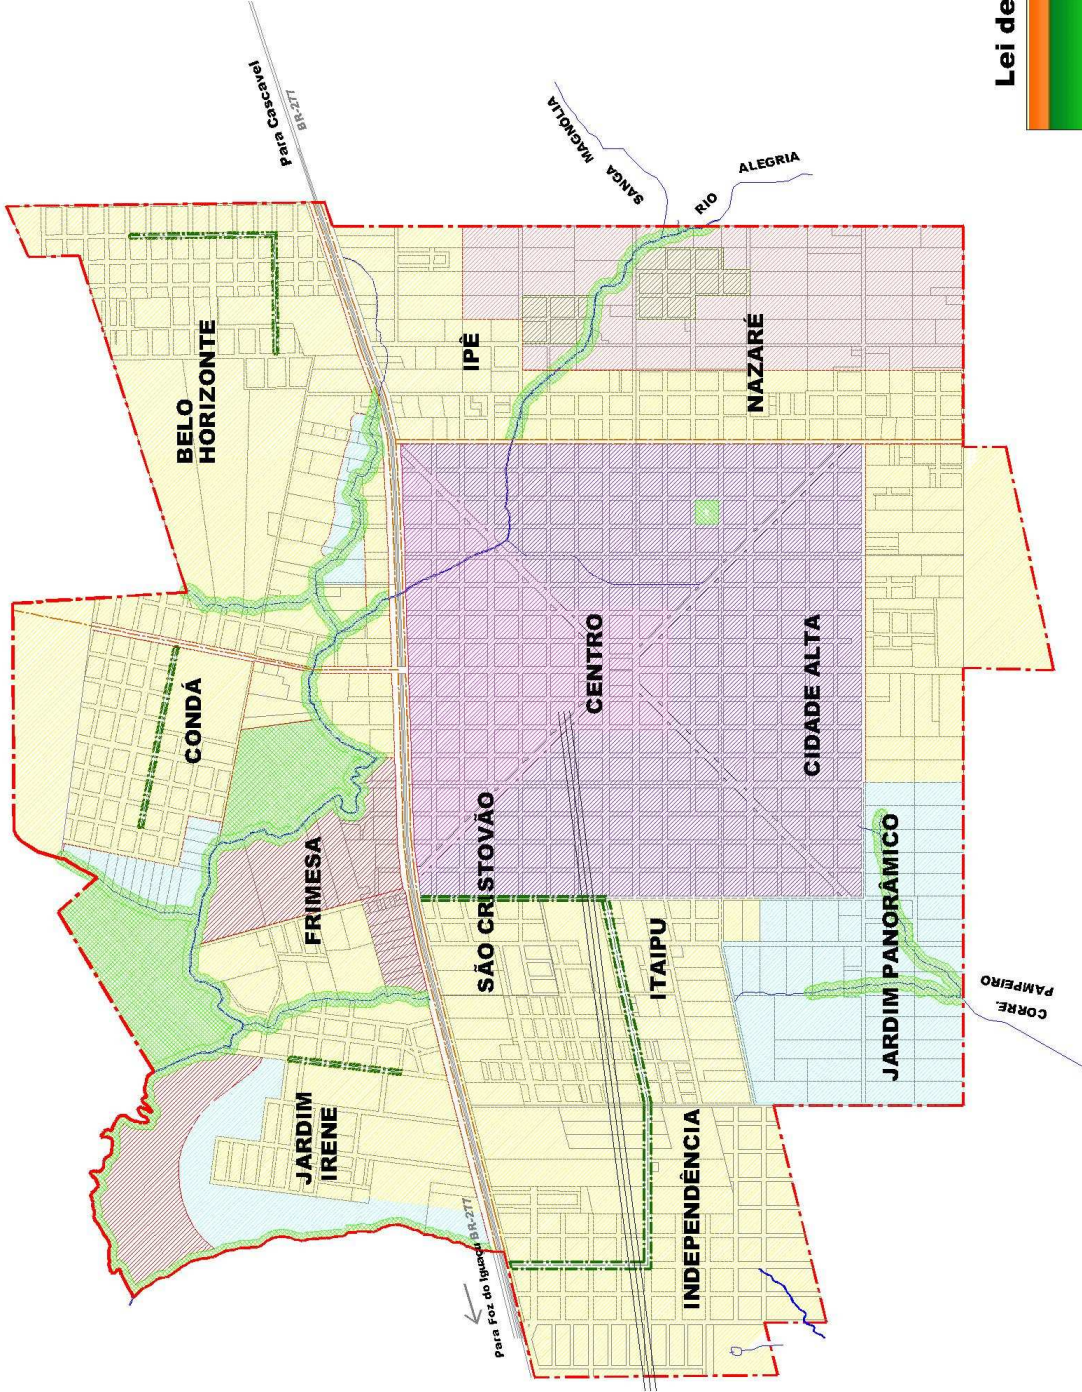 Lei de
Para Cascavel
BR-277
SANGA MAGNÓLIA
RIO ALEGRIA
BELO
HORIZONTE
IPÊ
NAZARÉ
CONDÁ
CENTRO
CIDADE ALTA
FRIMESA
SÃO CRISTOVÃO
ITAIPU
JARDIM PANORÂMICO
CORRE. PAMPEIRO
JARDIM
IRENE
INDEPENDÊNCIA
BR-277
Para Foz do Iguaçu